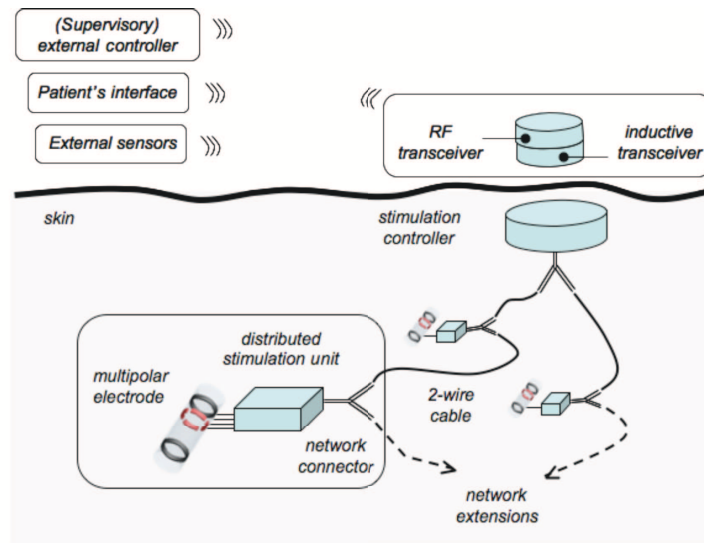 (Supervisory)
external controller
Patient's interface
External sensors
RF
transceiver
inductive
transceiver
skin
stimulation
controller
distributed
stimulation unit
multipolar
electrode
2-wire
cable
network
connector
network
extensions